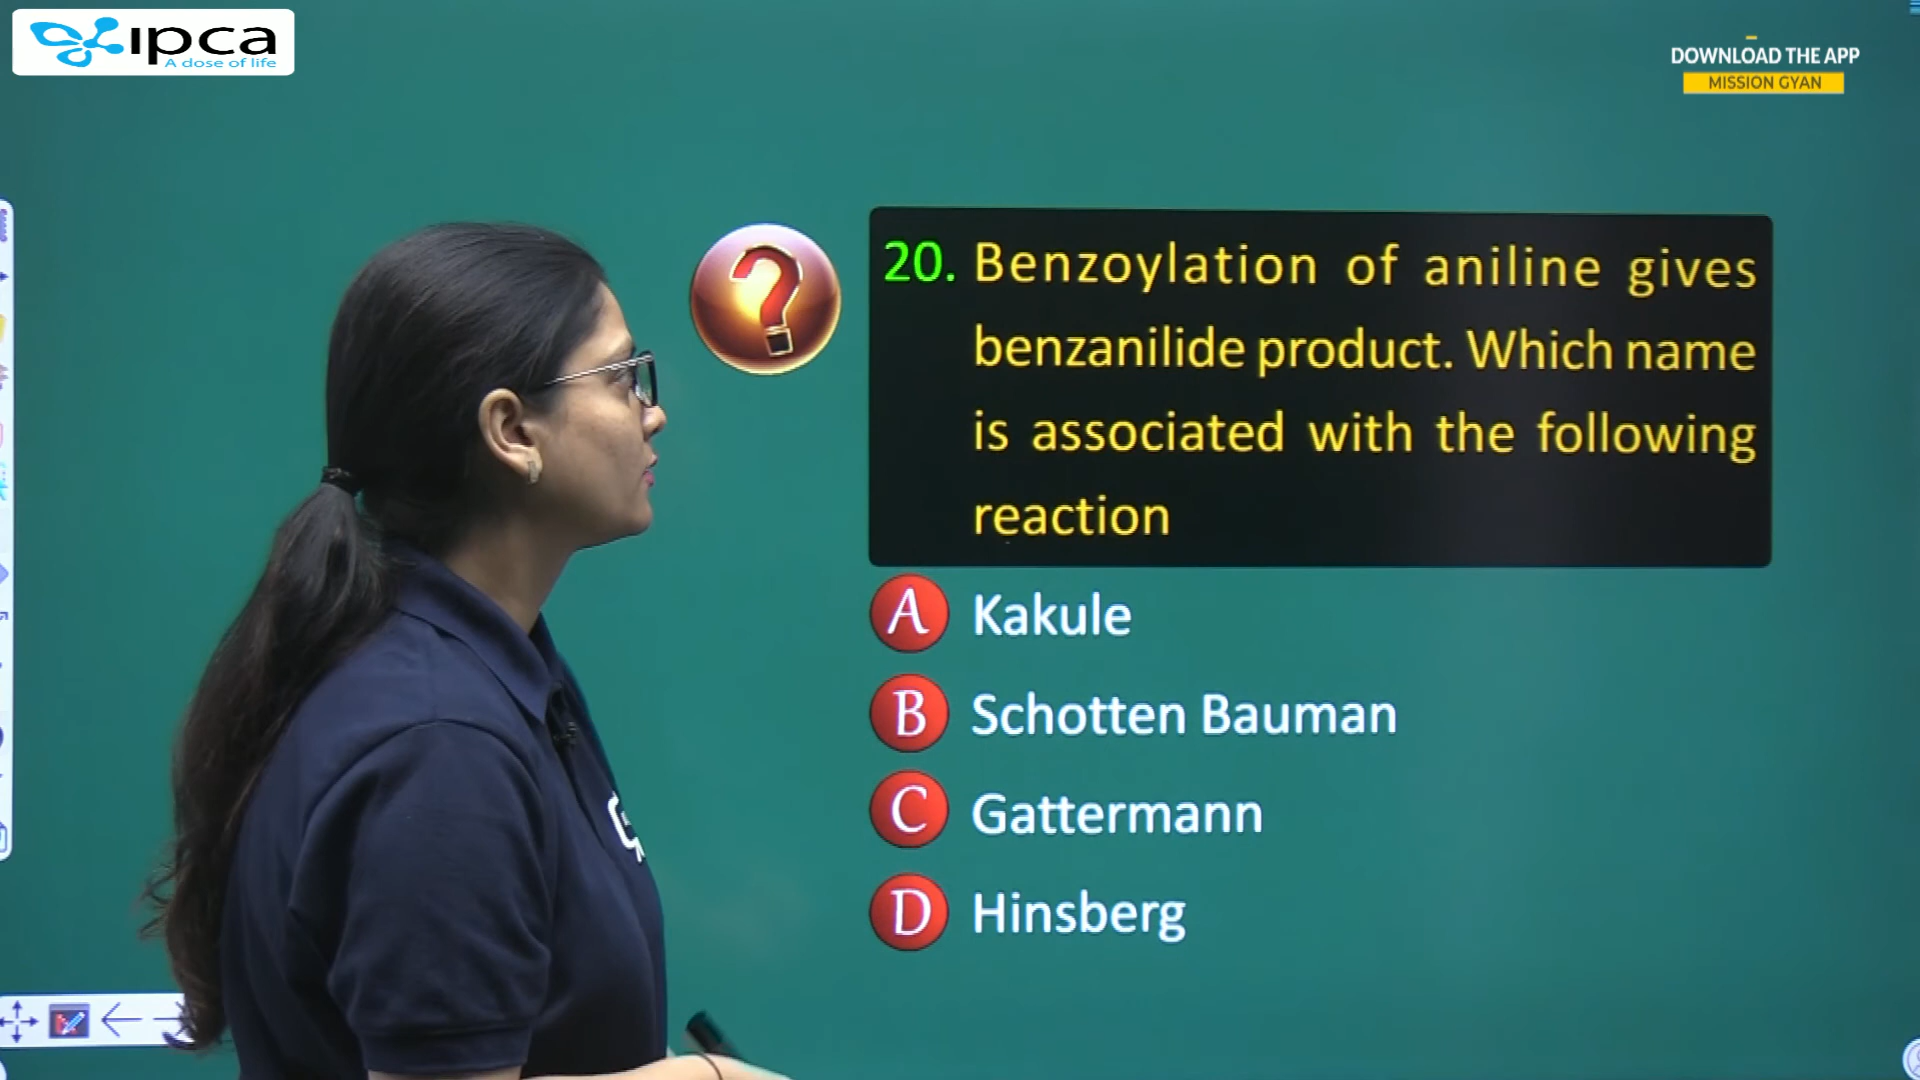 ipca
A dose of life
DOWNLOAD THE APP
MISSION GYAN
20. Benzoylation of aniline gives
benzanilide product. Which name
is associated with the following
reaction
A Kakule
B Schotten Bauman
C Gattermann
D Hinsberg